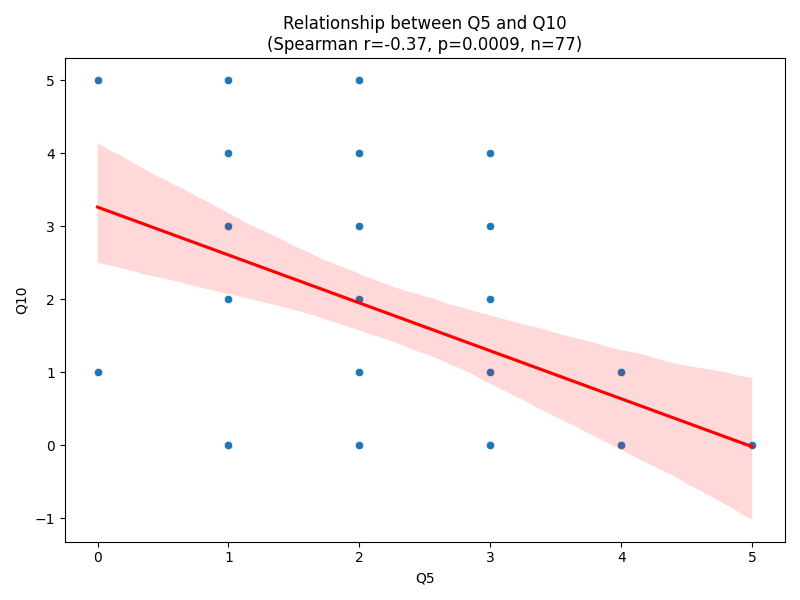 Relationship between Q5 and Q10
(Spearman r=-0.37, p=0.0009, n=77)
5
4
3
2
1
0
−1
Q10
0 1 2 3 4 5
Q5